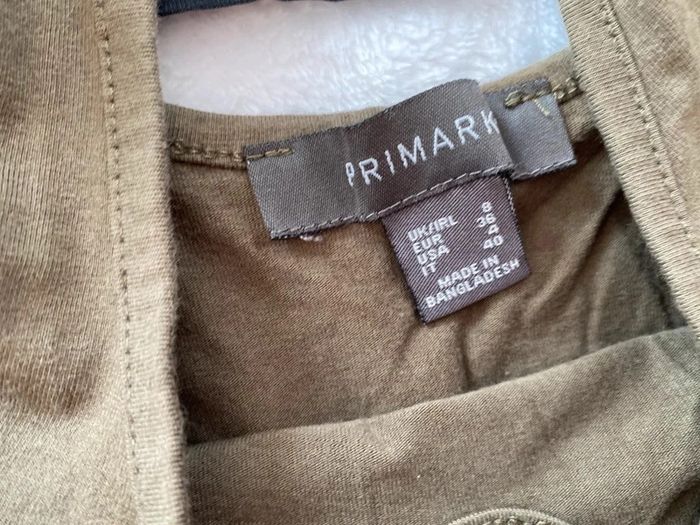 PRIMARK
UK/IRL 8
EUR 36
USA 4
IT 40
MADE IN
BANGLADESH